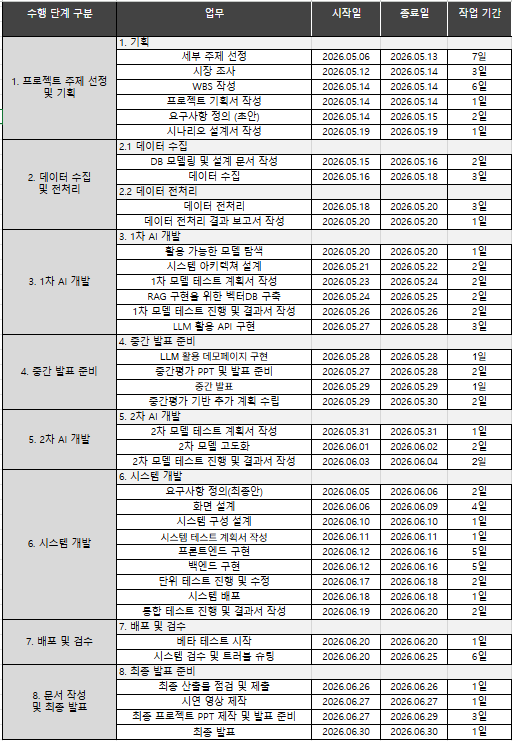 수행 단계 구분 업무 시작일 종료일 작업 기간
1. 프로젝트 주제 선정 및 기획
1. 기획
세부 주제 선정 2026.05.06 2026.05.13 7일
시장 조사 2026.05.12 2026.05.14 3일
WBS 작성 2026.05.14 2026.05.14 6일
프로젝트 기획서 작성 2026.05.14 2026.05.14 1일
요구사항 정의 (초안) 2026.05.14 2026.05.15 2일
시나리오 설계서 작성 2026.05.19 2026.05.19 1일
2. 데이터 수집 및 전처리
2.1 데이터 수집
DB 모델링 및 설계 문서 작성 2026.05.15 2026.05.16 2일
데이터 수집 2026.05.16 2026.05.18 3일
2.2 데이터 전처리
데이터 전처리 2026.05.18 2026.05.20 3일
데이터 전처리 결과 보고서 작성 2026.05.20 2026.05.20 1일
3. 1차 AI 개발
3. 1차 AI 개발
활용 가능한 모델 탐색 2026.05.20 2026.05.20 1일
시스템 아키텍쳐 설계 2026.05.21 2026.05.22 2일
1차 모델 테스트 계획서 작성 2026.05.23 2026.05.24 2일
RAG 구현을 위한 벡터DB 구축 2026.05.24 2026.05.25 2일
1차 모델 테스트 진행 및 결과서 작성 2026.05.26 2026.05.26 2일
LLM 활용 API 구현 2026.05.27 2026.05.28 3일
4. 중간 발표 준비
4. 중간 발표 준비
LLM 활용 데모페이지 구현 2026.05.28 2026.05.28 1일
중간평가 PPT 및 발표 준비 2026.05.27 2026.05.28 2일
중간 발표 2026.05.29 2026.05.29 1일
중간평가 기반 추가 계획 수립 2026.05.29 2026.05.30 2일
5. 2차 AI 개발
5. 2차 AI 개발
2차 모델 테스트 계획서 작성 2026.05.31 2026.05.31 1일
2차 모델 고도화 2026.06.01 2026.06.02 2일
2차 모델 테스트 진행 및 결과서 작성 2026.06.03 2026.06.04 2일
6. 시스템 개발
6. 시스템 개발
요구사항 정의(최종안) 2026.06.05 2026.06.06 2일
화면 설계 2026.06.06 2026.06.09 4일
시스템 구성 설계 2026.06.10 2026.06.10 1일
시스템 테스트 계획서 작성 2026.06.11 2026.06.11 1일
프론트엔드 구현 2026.06.12 2026.06.16 5일
백엔드 구현 2026.06.12 2026.06.16 5일
단위 테스트 진행 및 수정 2026.06.17 2026.06.18 2일
시스템 배포 2026.06.18 2026.06.18 1일
통합 테스트 진행 및 결과서 작성 2026.06.19 2026.06.20 2일
7. 배포 및 검수
7. 배포 및 검수
베타 테스트 시작 2026.06.20 2026.06.20 1일
시스템 검수 및 트러블 슈팅 2026.06.20 2026.06.25 6일
8. 문서 작성 및 최종 발표
8. 최종 발표 준비
최종 산출물 점검 및 제출 2026.06.26 2026.06.26 1일
시연 영상 제작 2026.06.27 2026.06.27 1일
최종 프로젝트 PPT 제작 및 발표 준비 2026.06.27 2026.06.29 3일
최종 발표 2026.06.30 2026.06.30 1일